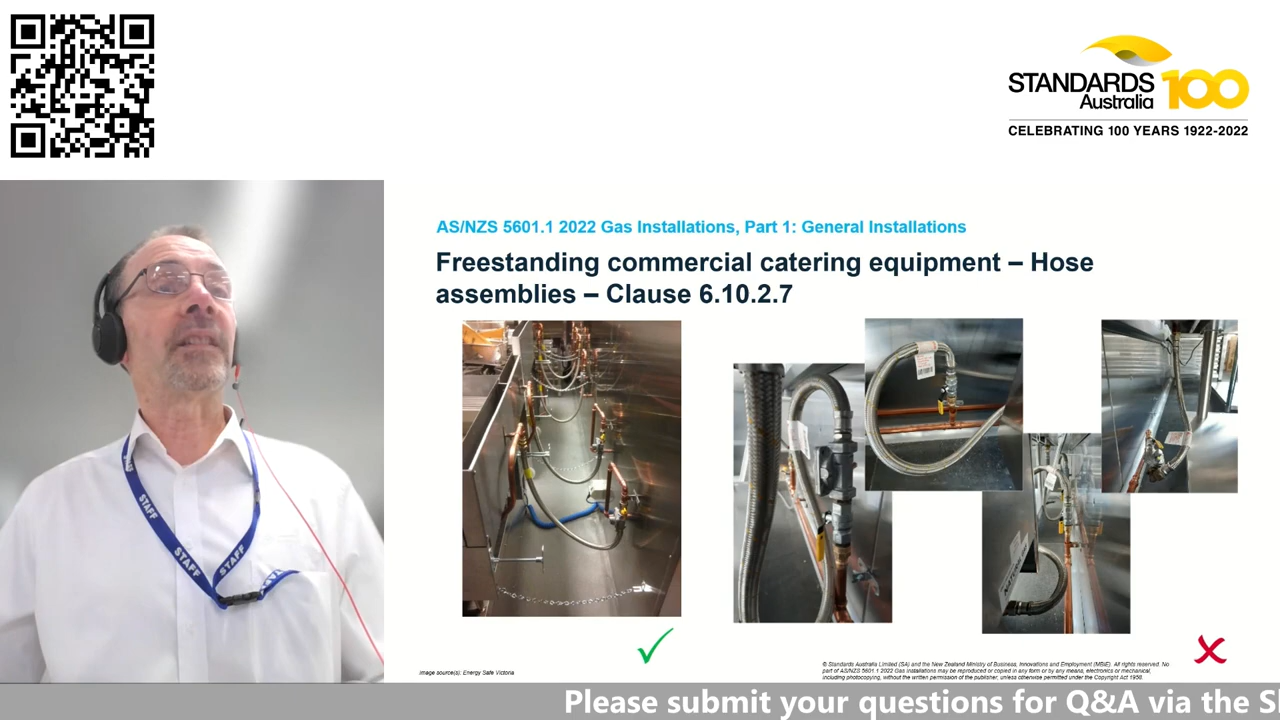 STANDARDS
Australia
100
CELEBRATING 100 YEARS 1922-2022
AS/NZS 5601.1 2022 Gas Installations, Part 1: General Installations
Freestanding commercial catering equipment – Hose
assemblies – Clause 6.10.2.7
STAFF
STAFF
STAFF
image source(s): Energy Safe Victoria
© Standards Australia Limited (SA) and the New Zealand Ministry of Business, Innovations and Employment (MBIE). All rights reserved. No
part of AS/NZS 5601.1 2022 Gas installations may be reproduced or copied in any form or by any means, electronics or mechanical,
including photocopying, without the written permission of the publisher, unless otherwise permitted under the Copyright Act 1968.
Please submit your questions for Q&A via the